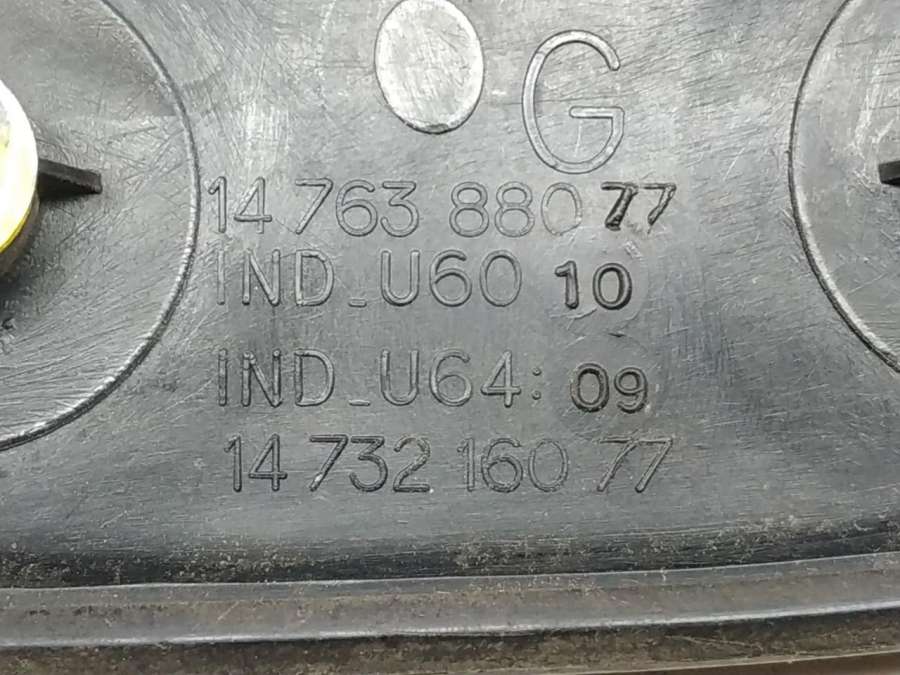 G
14 763 880 77
IND_U60 10
IND_U64: 09
14 732 160 77